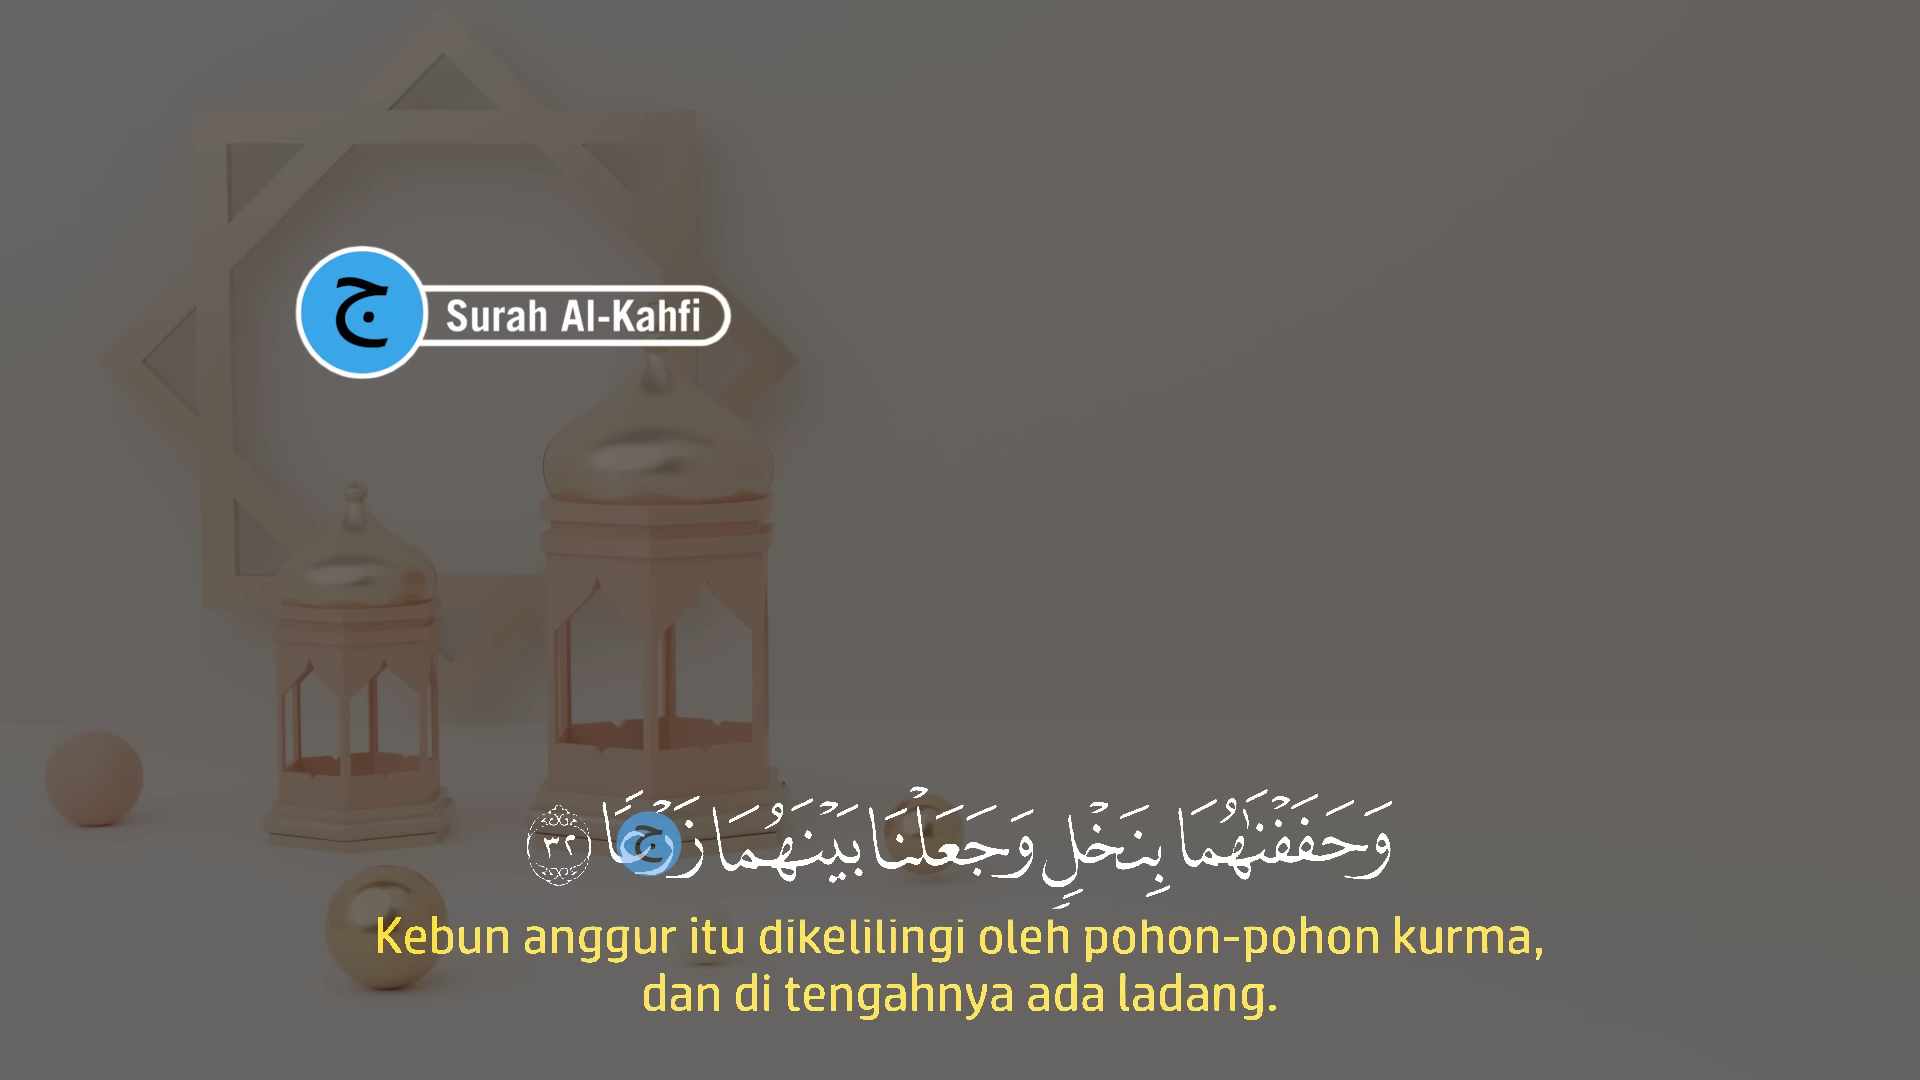 ج
Surah Al-Kahfi
وَحَفَفْنَٰهُمَا بِنَخْلٍ وَجَعَلْنَا بَيْنَهُمَا زَرْعًا ٣٢
ج
Kebun anggur itu dikelilingi oleh pohon-pohon kurma,
dan di tengahnya ada ladang.